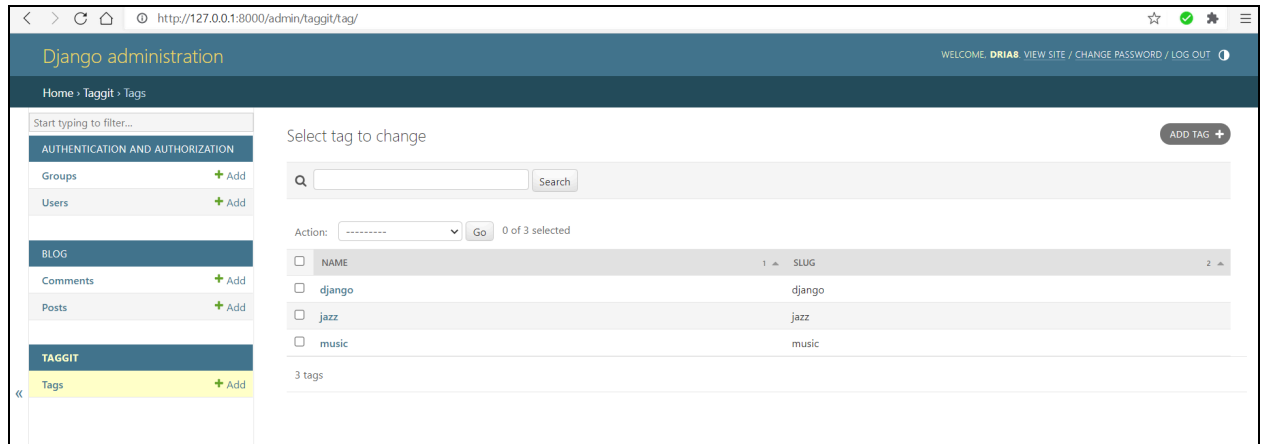 http://127.0.0.1:8000/admin/taggit/tag/
Django administration
WELCOME, DRIA8. VIEW SITE / CHANGE PASSWORD / LOG OUT
Home › Taggit › Tags
Start typing to filter...
AUTHENTICATION AND AUTHORIZATION
Groups + Add
Users + Add
BLOG
Comments + Add
Posts + Add
TAGGIT
Tags + Add
«
Select tag to change
ADD TAG +
Search
Action: --------- Go 0 of 3 selected
NAME 1 SLUG 2
django django
jazz jazz
music music
3 tags